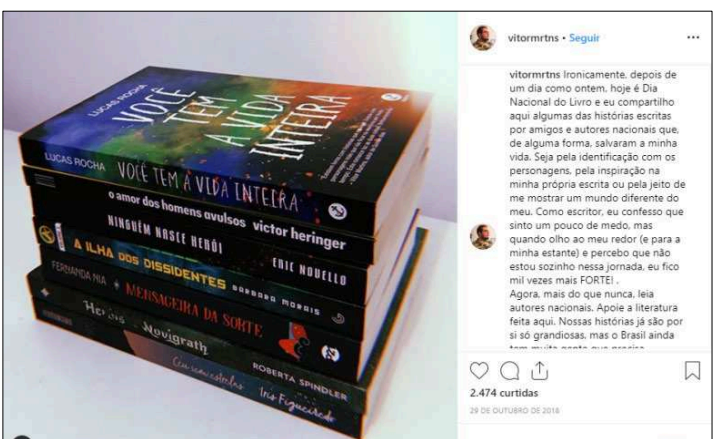 LUCAS ROCHA
VOCÊ
TEM
A VIDA
INTEIRA
LUCAS ROCHA VOCÊ TEM A VIDA INTEIRA
o amor dos homens avulsos victor heringer
NINGUÉM NASCE HERÓI ERIC NOVELLO
A ILHA DOS DISSIDENTES BARBARA MORAIS
FERNANDA NIA MENSAGEIRA DA SORTE
Novigrath ROBERTA SPINDLER
Céu sem estrelas Iris Figueiredo
vitormrtns • Seguir
vitormrtns Ironicamente, depois de
um dia como ontem, hoje é Dia
Nacional do Livro e eu compartilho
aqui algumas das histórias escritas
por amigos e autores nacionais que,
de alguma forma, salvaram a minha
vida. Seja pela identificação com os
personagens, pela inspiração na
minha própria escrita ou pela jeito de
me mostrar um mundo diferente do
meu. Como escritor, eu confesso que
sinto um pouco de medo, mas
quando olho ao meu redor (e para a
minha estante) e percebo que não
estou sozinho nessa jornada, eu fico
mil vezes mais FORTE! .
Agora, mais do que nunca, leia
autores nacionais. Apoie a literatura
feita aqui. Nossas histórias já são por
si só grandiosas, mas o Brasil ainda
tem muita gente que precisa
2.474 curtidas
29 DE OUTUBRO DE 2018